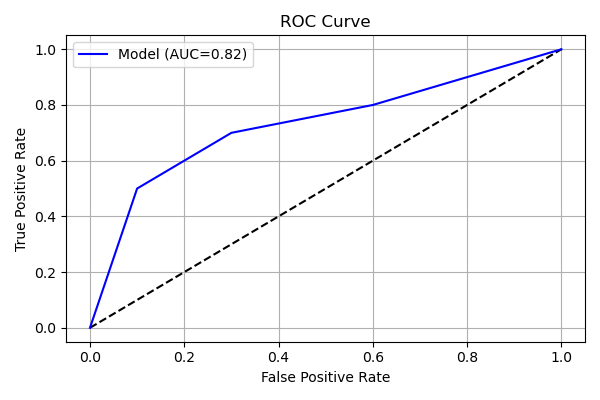 ROC Curve
Model (AUC=0.82)
True Positive Rate
1.0
0.8
0.6
0.4
0.2
0.0
0.0 0.2 0.4 0.6 0.8 1.0
False Positive Rate